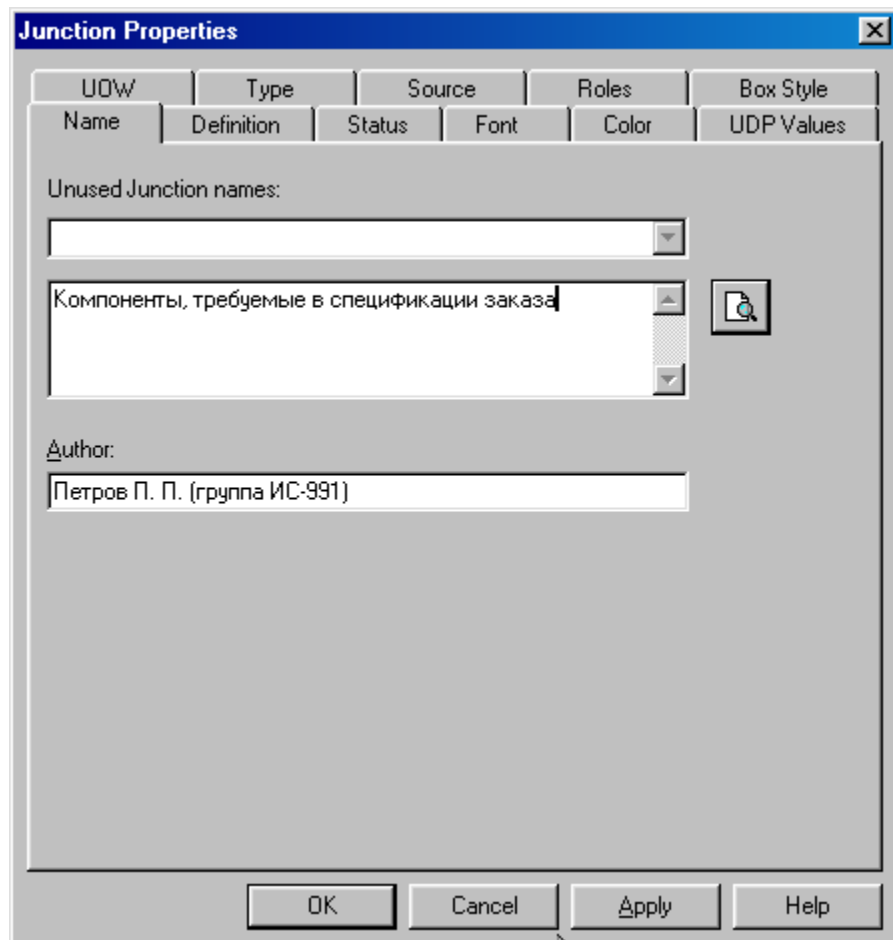 Junction Properties
UOW Type Source Roles Box Style
Name Definition Status Font Color UDP Values
Unused Junction names:
Компоненты, требуемые в спецификации заказа
Author:
Петров П. П. (группа ИС-991)
OK Cancel Apply Help